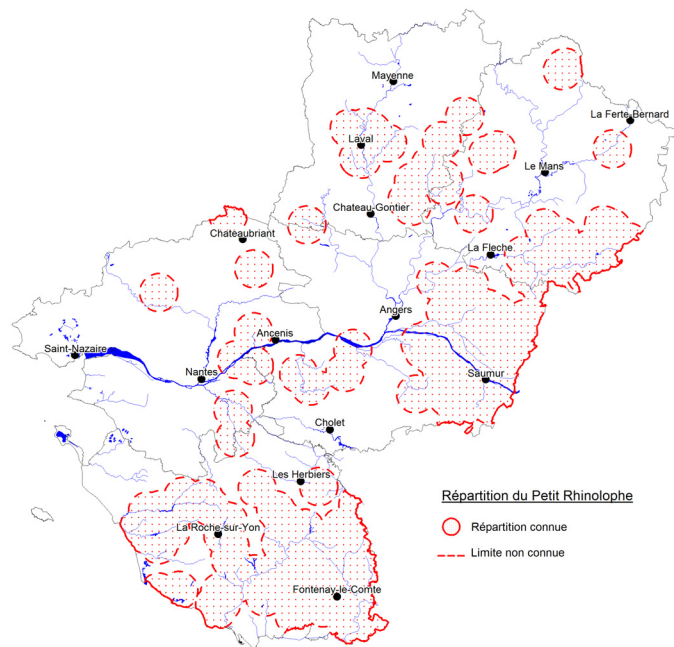 Mayenne
La Ferte-Bernard
Laval
Le Mans
Chateau-Gontier
Chateaubriant
La Fleche
Angers
Ancenis
Saint-Nazaire
Nantes
Saumur
Cholet
Les Herbiers
La Roche-sur-Yon
Fontenay-le-Comte
Répartition du Petit Rhinolophe
Répartition connue
Limite non connue